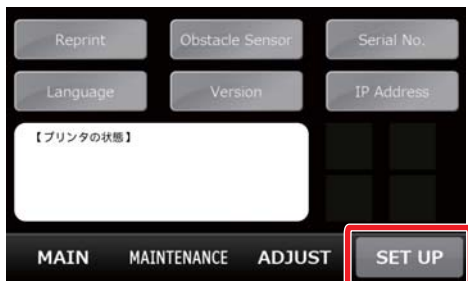 Reprint Obstacle Sensor Serial No.
Language Version IP Address
【プリンタの状態】
MAIN MAINTENANCE ADJUST SET UP